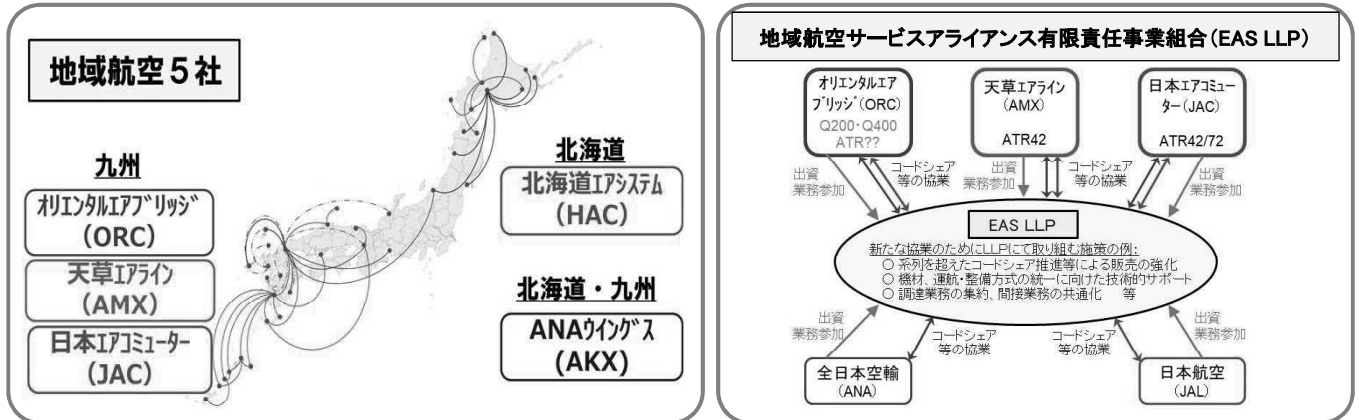 地域航空5社
九州
オリエンタルエアブリッジ
(ORC)
天草エアライン
(AMX)
日本エアコミューター
(JAC)
北海道
北海道エアシステム
(HAC)
北海道・九州
ANAウイングス
(AKX)
地域航空サービスアライアンス有限責任事業組合(EAS LLP)
オリエンタルエア
ブリッジ(ORC)
Q200・Q400
ATR??
天草エアライン
(AMX)
ATR42
日本エアコミュー
ター(JAC)
ATR42/72
出資
業務参加
コードシェア
等の協業
出資
業務参加
コードシェア
等の協業
出資
業務参加
EAS LLP
新たな協業のためにLLPにて取り組む施策の例:
○ 系列を超えたコードシェア推進等による販売の強化
○ 機材、運航・整備方式の統一に向けた技術的サポート
○ 調達業務の集約、間接業務の共通化 等
出資
業務参加
コードシェア
等の協業
コードシェア
等の協業
出資
業務参加
全日本空輸
(ANA)
日本航空
(JAL)